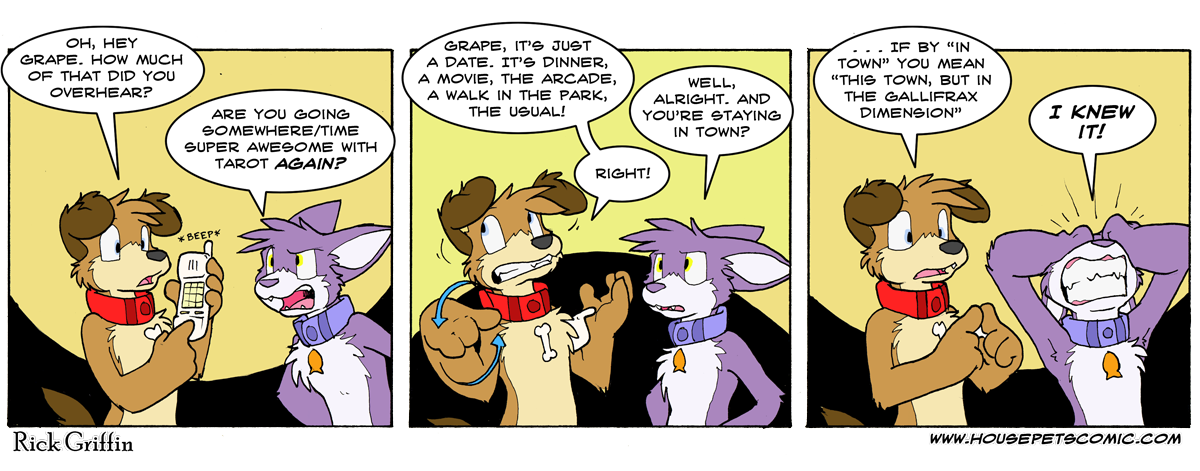 OH, HEY
GRAPE. HOW MUCH
OF THAT DID YOU
OVERHEAR?
ARE YOU GOING
SOMEWHERE/TIME
SUPER AWESOME WITH
TAROT AGAIN?
*BEEP*
GRAPE, IT'S JUST
A DATE. IT'S DINNER,
A MOVIE, THE ARCADE,
A WALK IN THE PARK,
THE USUAL!
WELL,
ALRIGHT. AND
YOU'RE STAYING
IN TOWN?
RIGHT!
. . . IF BY "IN
TOWN" YOU MEAN
"THIS TOWN, BUT IN
THE GALLIFRAX
DIMENSION"
I KNEW
IT!
Rick Griffin
WWW.HOUSEPETSCOMIC.COM